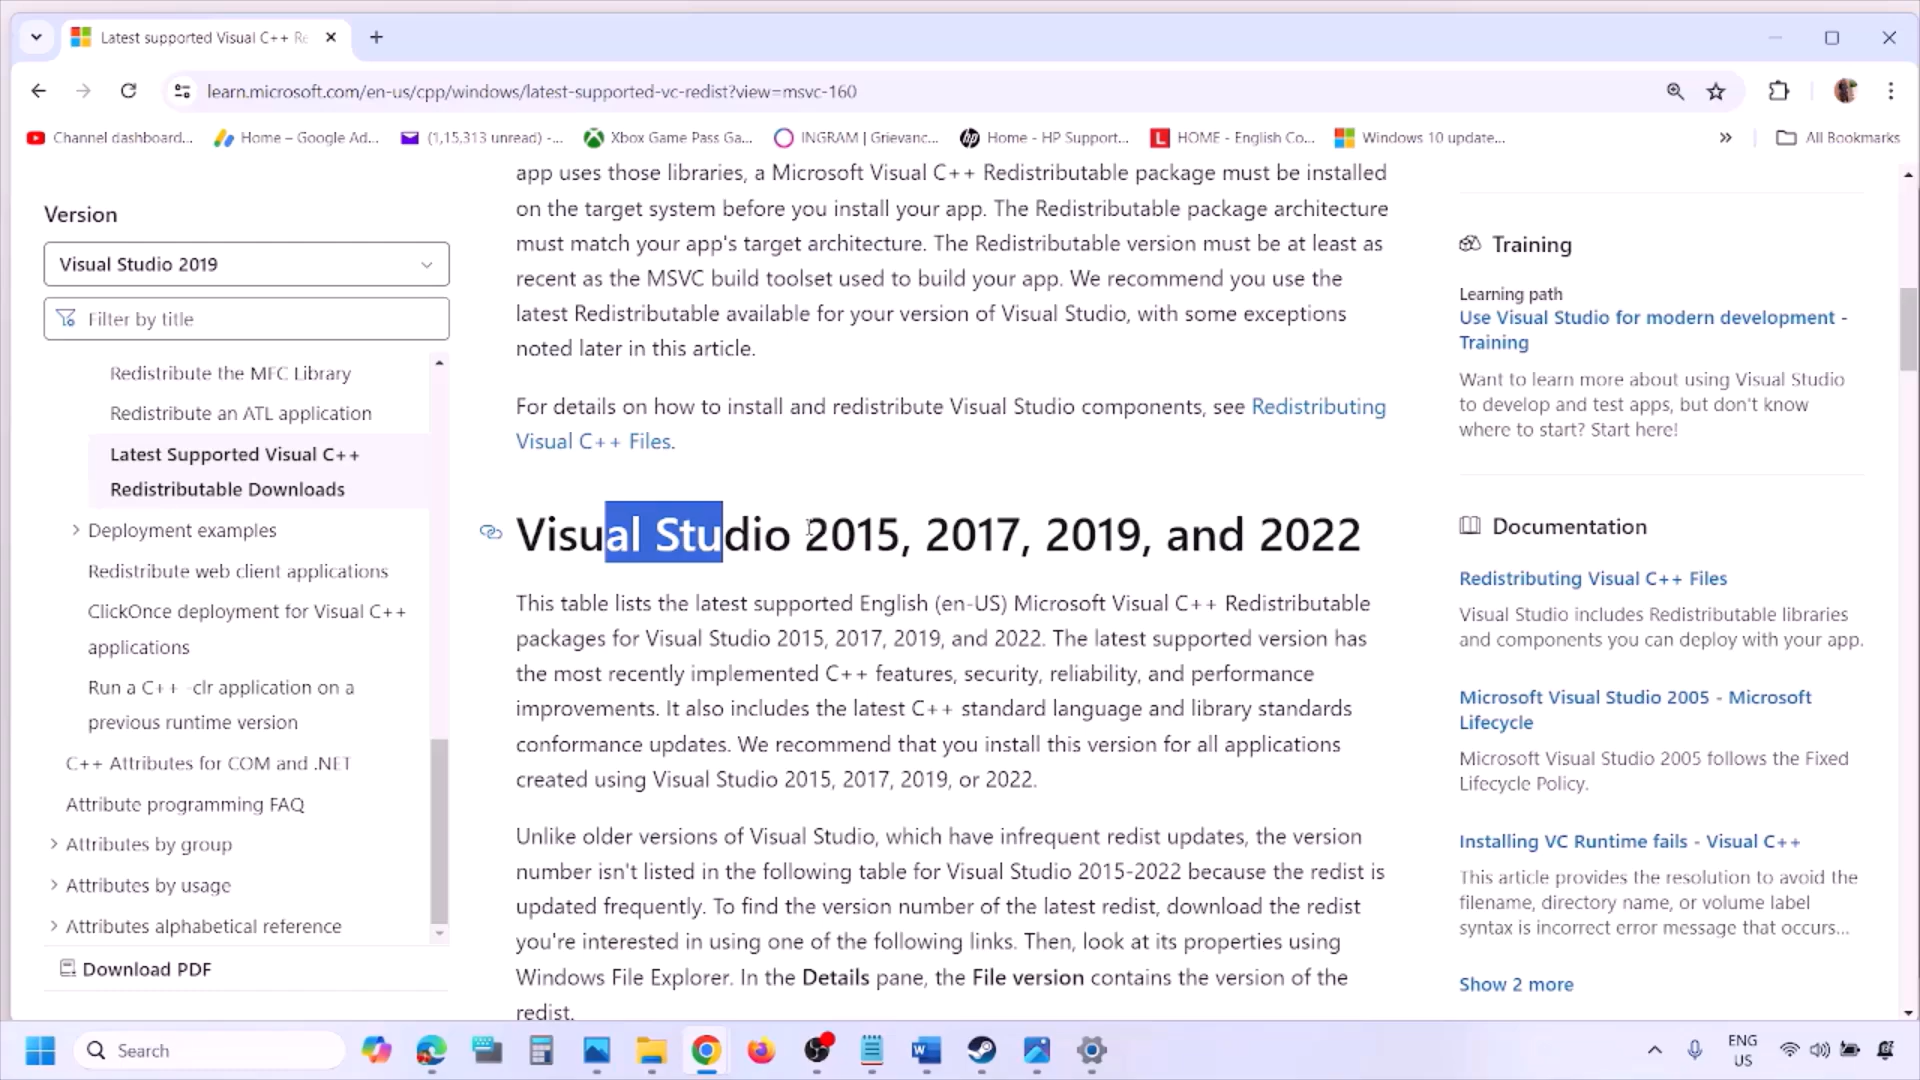 Latest supported Visual C++ Re
learn.microsoft.com/en-us/cpp/windows/latest-supported-vc-redist?view=msvc-160
Channel dashboard...
Home – Google Ad...
(1,15,313 unread) -...
Xbox Game Pass Ga...
INGRAM | Grievanc...
Home - HP Support...
HOME - English Co...
Windows 10 update...
All Bookmarks
Version
Visual Studio 2019
Filter by title
Redistribute the MFC Library
Redistribute an ATL application
Latest Supported Visual C++
Redistributable Downloads
Deployment examples
Redistribute web client applications
ClickOnce deployment for Visual C++
applications
Run a C++ -clr application on a
previous runtime version
C++ Attributes for COM and .NET
Attribute programming FAQ
Attributes by group
Attributes by usage
Attributes alphabetical reference
Download PDF
app uses those libraries, a Microsoft Visual C++ Redistributable package must be installed
on the target system before you install your app. The Redistributable package architecture
must match your app's target architecture. The Redistributable version must be at least as
recent as the MSVC build toolset used to build your app. We recommend you use the
latest Redistributable available for your version of Visual Studio, with some exceptions
noted later in this article.
For details on how to install and redistribute Visual Studio components, see Redistributing
Visual C++ Files.
Visual Studio 2015, 2017, 2019, and 2022
This table lists the latest supported English (en-US) Microsoft Visual C++ Redistributable
packages for Visual Studio 2015, 2017, 2019, and 2022. The latest supported version has
the most recently implemented C++ features, security, reliability, and performance
improvements. It also includes the latest C++ standard language and library standards
conformance updates. We recommend that you install this version for all applications
created using Visual Studio 2015, 2017, 2019, or 2022.
Unlike older versions of Visual Studio, which have infrequent redist updates, the version
number isn't listed in the following table for Visual Studio 2015-2022 because the redist is
updated frequently. To find the version number of the latest redist, download the redist
you're interested in using one of the following links. Then, look at its properties using
Windows File Explorer. In the Details pane, the File version contains the version of the
redist.
Training
Learning path
Use Visual Studio for modern development -
Training
Want to learn more about using Visual Studio
to develop and test apps, but don't know
where to start? Start here!
Documentation
Redistributing Visual C++ Files
Visual Studio includes Redistributable libraries
and components you can deploy with your app.
Microsoft Visual Studio 2005 - Microsoft
Lifecycle
Microsoft Visual Studio 2005 follows the Fixed
Lifecycle Policy.
Installing VC Runtime fails - Visual C++
This article provides the resolution to avoid the
filename, directory name, or volume label
syntax is incorrect error message that occurs...
Show 2 more
Search
ENG
US